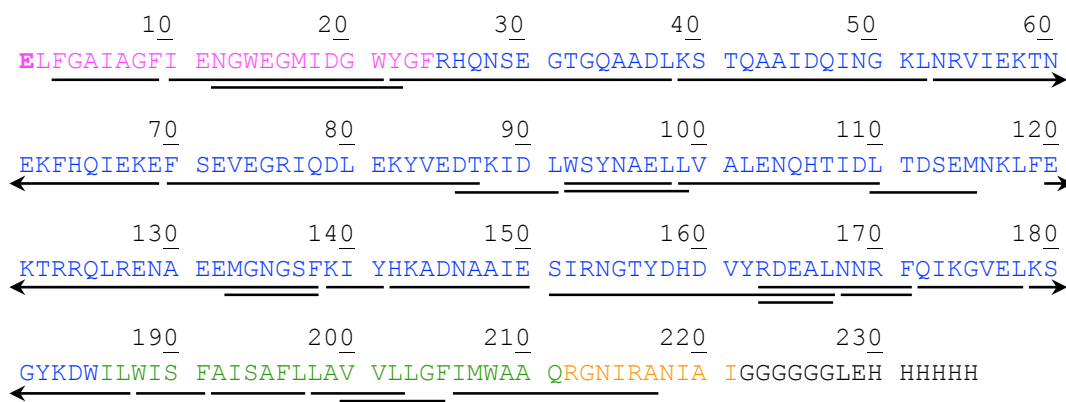 10 20 30 40 50 60
ELFGAIAGFI ENGWEGMIDG WYGFRHQNSE GTGQAADLKS TQAAIDQING KLNRVIEKTN
70 80 90 100 110 120
EKFHQIEKEF SEVEGRIQDL EKYVEDTKID LWSYNAELLV ALENQHTIDL TDSEMNKLFE
130 140 150 160 170 180
KTRRQLRENA EEMGNGSFKI YHKADNAAIE SIRNGTYDHD VYRDEALNNR FQIKGVELKS
190 200 210 220 230
GYKDWILWIS FAISAFLLAV VLLGFIMWAA QRGNIRANIA IGGGGGGLEH HHHHH